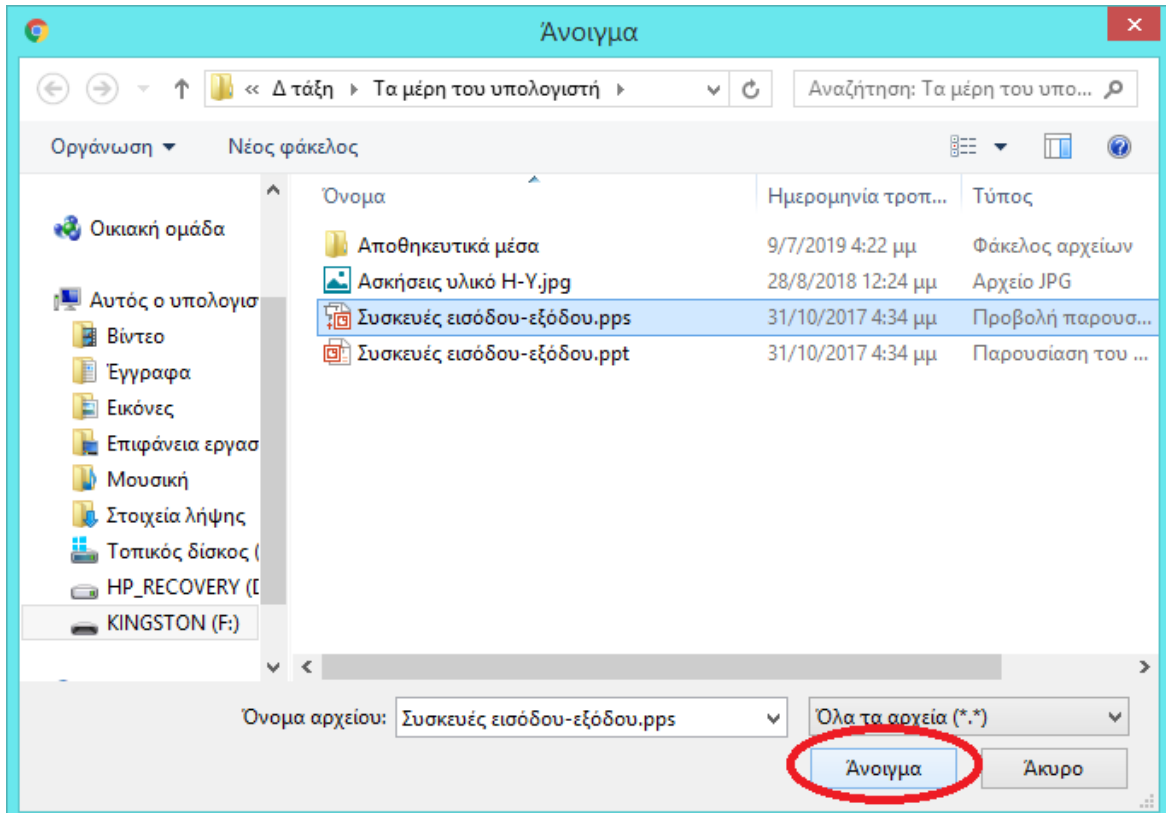 Άνοιγμα
« Δ τάξη Τα μέρη του υπολογιστή Αναζήτηση: Τα μέρη του υπο...
Οργάνωση Νέος φάκελος
Όνομα Ημερομηνία τροπ... Τύπος
Οικιακή ομάδα
Αυτός ο υπολογισ
Βίντεο
Έγγραφα
Εικόνες
Επιφάνεια εργασ
Μουσική
Στοιχεία λήψης
Τοπικός δίσκος (
HP_RECOVERY (D
KINGSTON (F:)
Αποθηκευτικά μέσα 9/7/2019 4:22 μμ Φάκελος αρχείων
Ασκήσεις υλικό Η-Υ.jpg 28/8/2018 12:24 μμ Αρχείο JPG
Συσκευές εισόδου-εξόδου.pps 31/10/2017 4:34 μμ Προβολή παρουσ...
Συσκευές εισόδου-εξόδου.ppt 31/10/2017 4:34 μμ Παρουσίαση του ...
Όνομα αρχείου: Συσκευές εισόδου-εξόδου.pps Όλα τα αρχεία (*.*)
Άνοιγμα Άκυρο